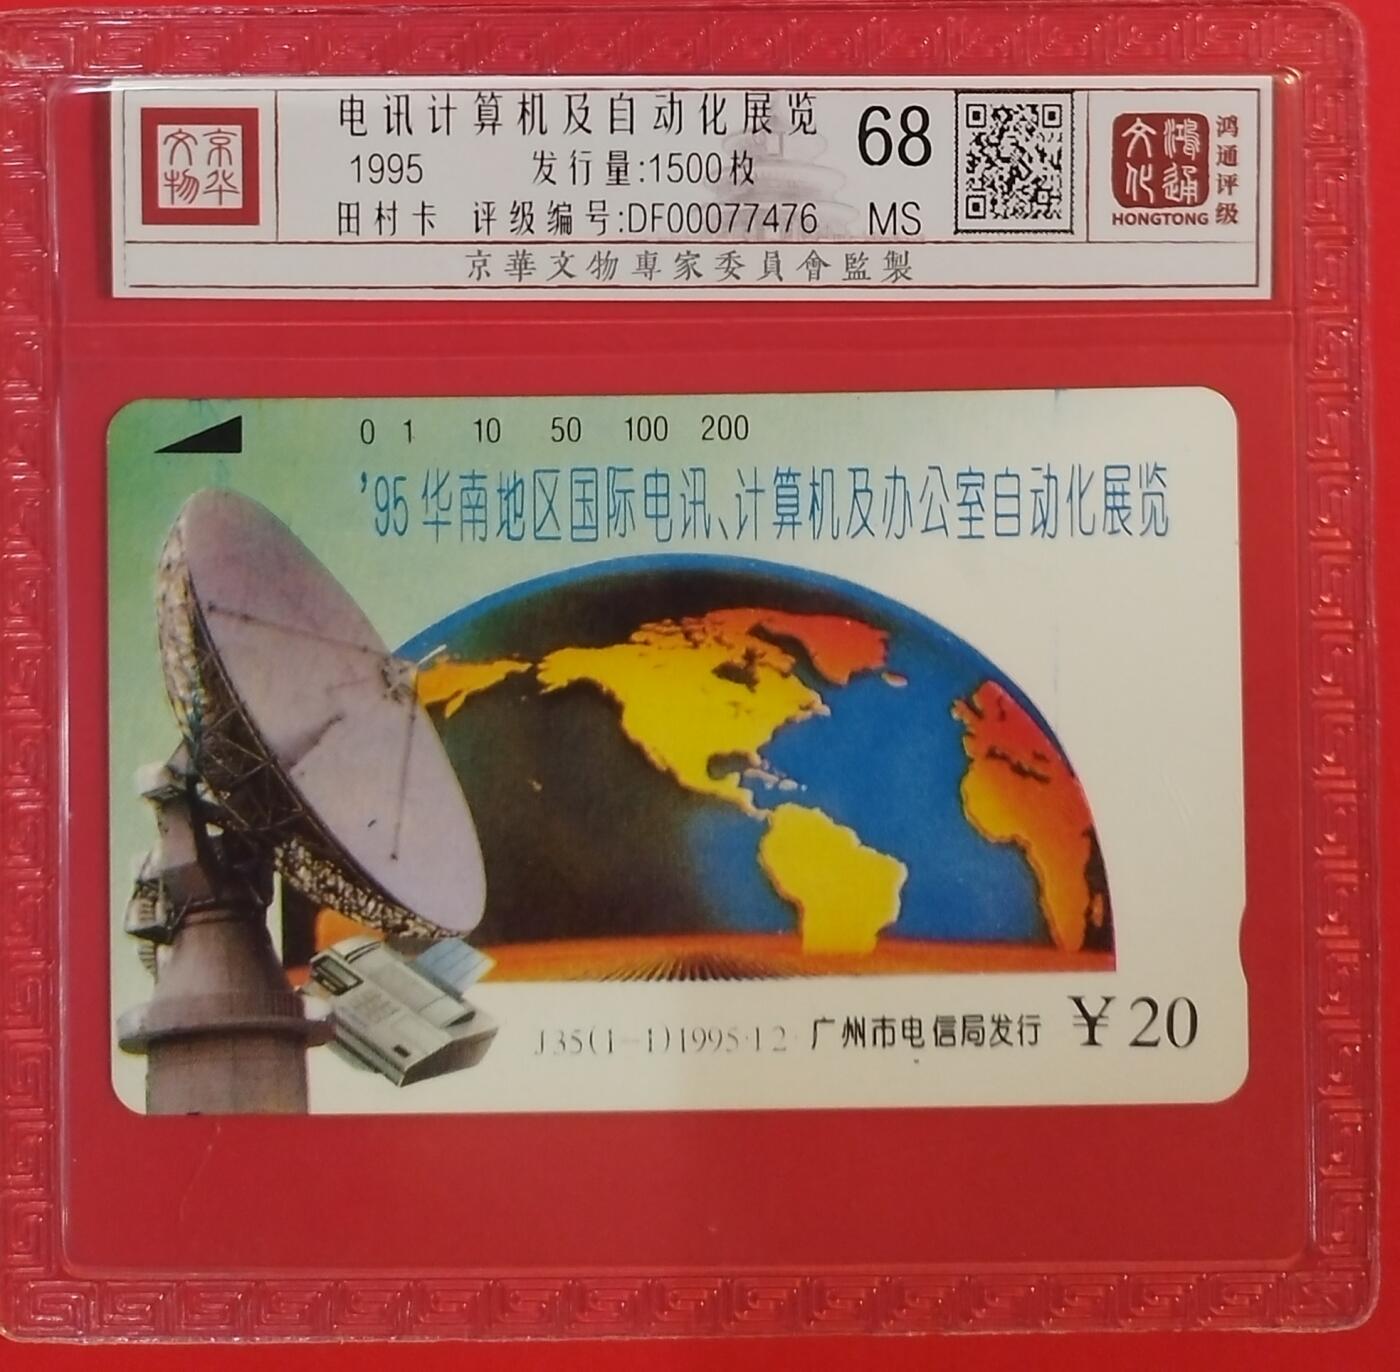 京华文物
电讯计算机及自动化展览
1995 发行量:1500枚
田村卡 评级编号:DF00077476
68
MS
鸿通文化
HONGTONG
鸿通评级
京華文物專家委員會監製
0 1 10 50 100 200
'95华南地区国际电讯、计算机及办公室自动化展览
J35(1-1)1995·12 广州市电信局发行 ¥20